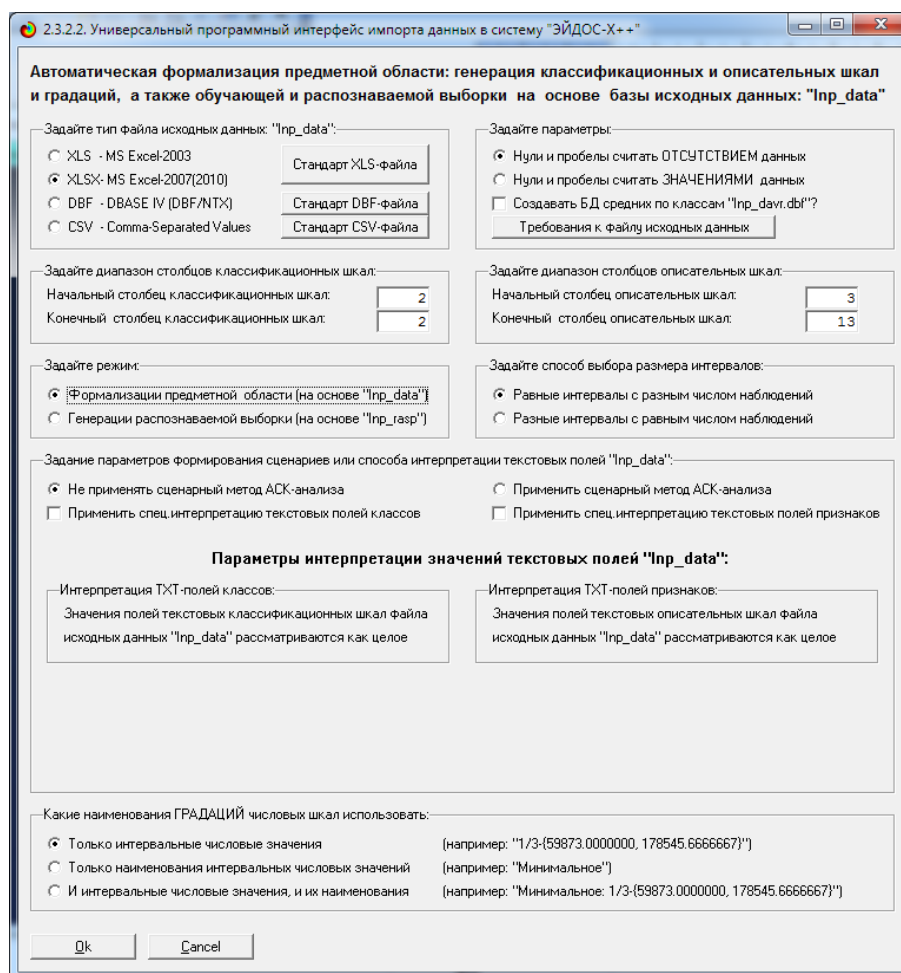 2.3.2.2. Универсальный программный интерфейс импорта данных в систему "ЭЙДОС-X++"
Автоматическая формализация предметной области: генерация классификационных и описательных шкал
и градаций, а также обучающей и распознаваемой выборки на основе базы исходных данных: "Inp_data"
Задайте тип файла исходных данных: "Inp_data":
XLS - MS Excel-2003
XLSX- MS Excel-2007(2010)
DBF - DBASE IV (DBF/NTX)
CSV - Comma-Separated Values
Стандарт XLS-файла
Стандарт DBF-файла
Стандарт CSV-файла
Задайте параметры:
Нули и пробелы считать ОТСУТСТВИЕМ данных
Нули и пробелы считать ЗНАЧЕНИЯМИ данных
Создавать БД средних по классам "Inp_davr.dbf"?
Требования к файлу исходных данных
Задайте диапазон столбцов классификационных шкал:
Начальный столбец классификационных шкал: 2
Конечный столбец классификационных шкал: 2
Задайте диапазон столбцов описательных шкал:
Начальный столбец описательных шкал: 3
Конечный столбец описательных шкал: 13
Задайте режим:
Формализации предметной области (на основе "Inp_data")
Генерации распознаваемой выборки (на основе "Inp_rasp")
Задайте способ выбора размера интервалов:
Равные интервалы с разным числом наблюдений
Разные интервалы с равным числом наблюдений
Задание параметров формирования сценариев или способа интерпретации текстовых полей "Inp_data":
Не применять сценарный метод АСК-анализа
Применить спец.интерпретацию текстовых полей классов
Применить сценарный метод АСК-анализа
Применить спец.интерпретацию текстовых полей признаков
Параметры интерпретации значений текстовых полей "Inp_data":
Интерпретация TXT-полей классов:
Значения полей текстовых классификационных шкал файла
исходных данных "Inp_data" рассматриваются как целое
Интерпретация TXT-полей признаков:
Значения полей текстовых описательных шкал файла
исходных данных "Inp_data" рассматриваются как целое
Какие наименования ГРАДАЦИЙ числовых шкал использовать:
Только интервальные числовые значения (например: "1/3-{59873.0000000, 178545.6666667}")
Только наименования интервальных числовых значений (например: "Минимальное")
И интервальные числовые значения, и их наименования (например: "Минимальное: 1/3-{59873.0000000, 178545.6666667}")
Ok
Cancel